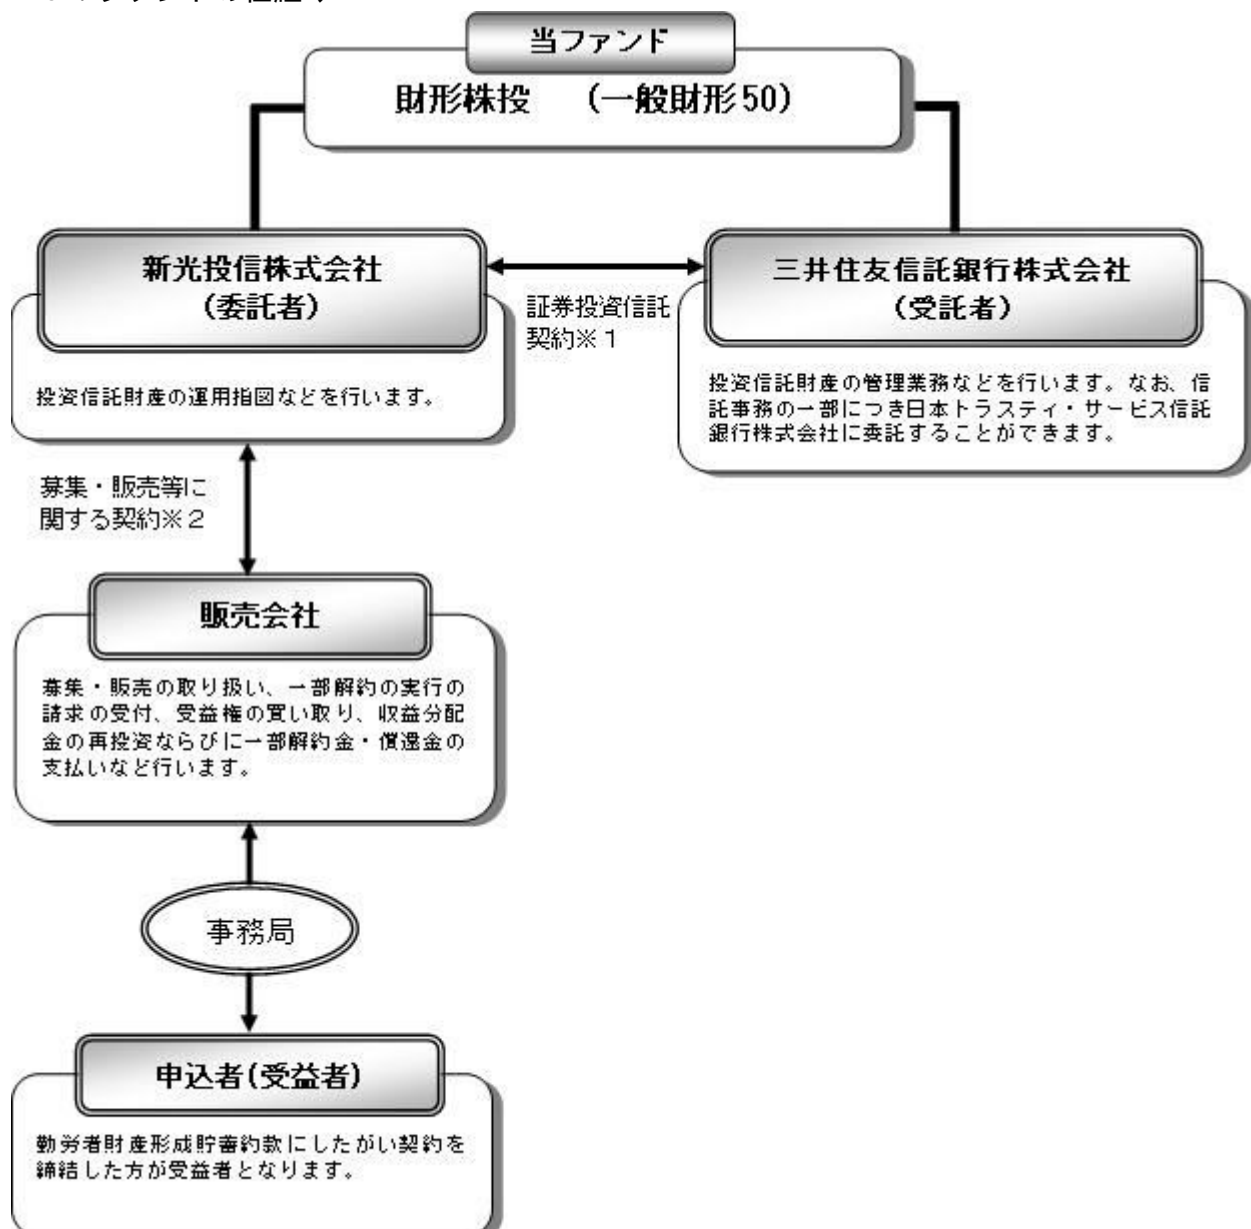 当ファンド
財形株投 (一般財形50)
新光投信株式会社
(委託者)
投資信託財産の運用指図などを行います。
証券投資信託
契約※1
三井住友信託銀行株式会社
(受託者)
投資信託財産の管理業務などを行います。なお、信
託事務の一部につき日本トラスティ・サービス信託
銀行株式会社に委託することができます。
募集・販売等に
関する契約※2
販売会社
募集・販売の取り扱い、一部解約の実行の
請求の受付、受益権の買い取り、収益分配
金の再投資ならびに一部解約金・償還金の
支払いなど行います。
事務局
申込者(受益者)
勤労者財産形成貯蓄約款にしたがい契約を
締結した方が受益者となります。